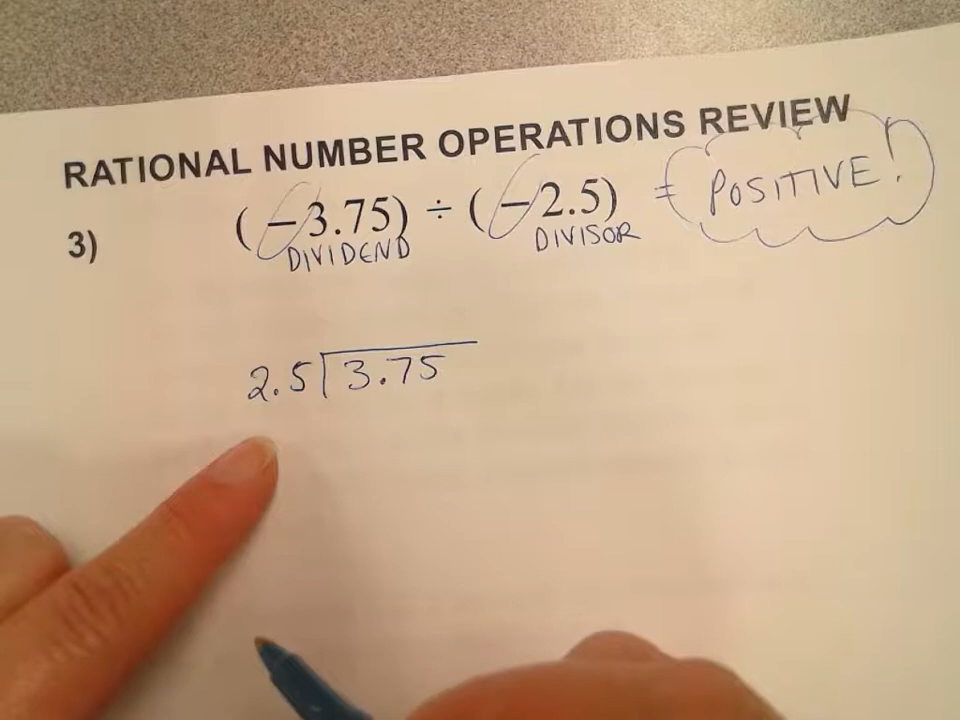 RATIONAL NUMBER OPERATIONS REVIEW
3) (−3.75) ÷ (−2.5) = POSITIVE!
DIVIDEND DIVISOR
2.5 3.75